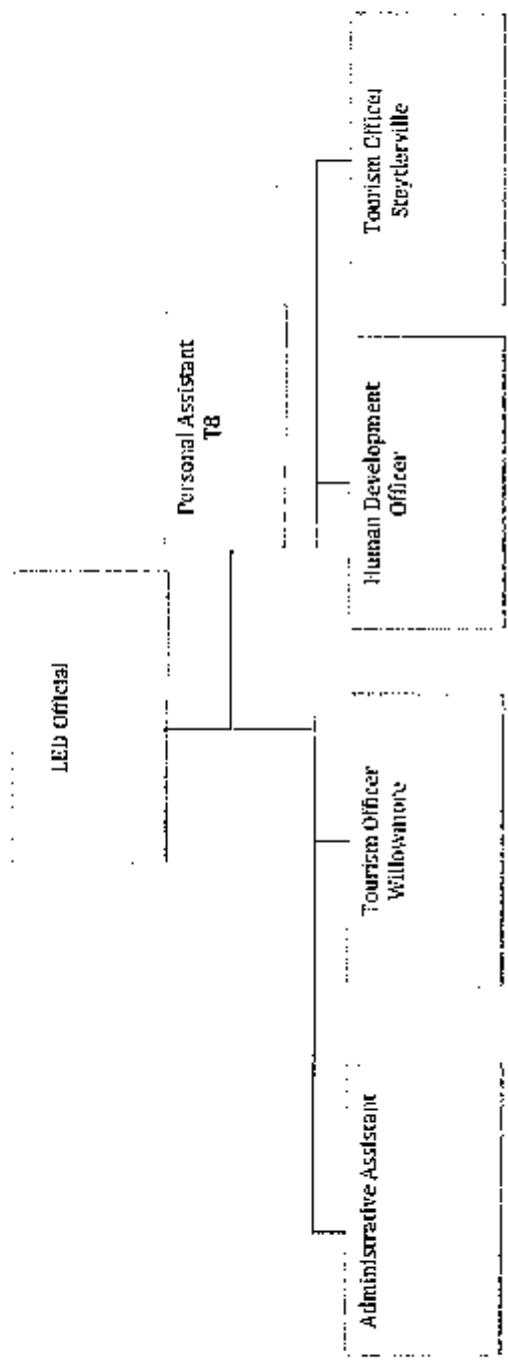 LED Official
Personal Assistant
T8
Administrative Assistant
Tourism Officer
Willowmore
Human Development
Officer
Tourism Officer
Steytlerville